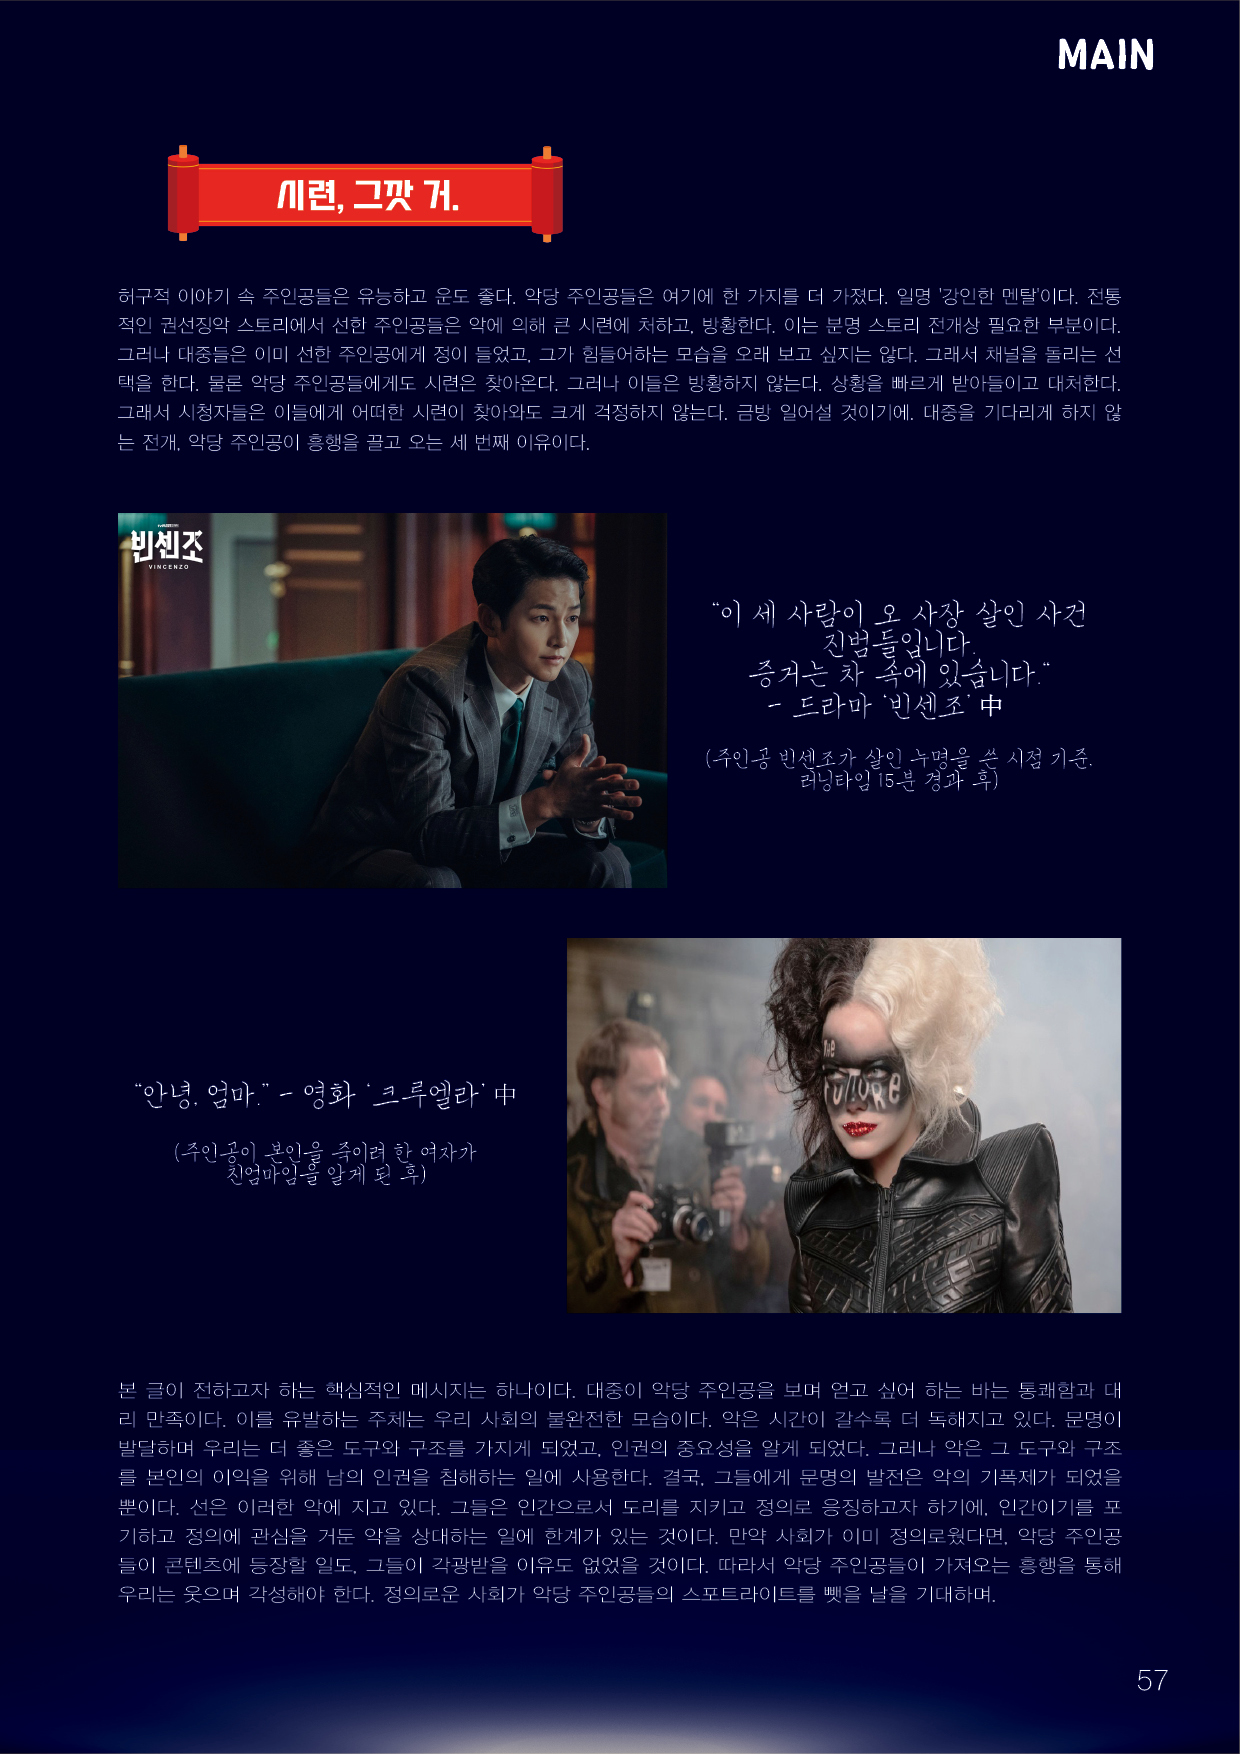 MAIN
시련, 그깟 거.
허구적 이야기 속 주인공들은 유능하고 운도 좋다. 악당 주인공들은 여기에 한 가지를 더 가졌다. 일명 '강인한 멘탈'이다. 전통
적인 권선징악 스토리에서 선한 주인공들은 악에 의해 큰 시련에 처하고, 방황한다. 이는 분명 스토리 전개상 필요한 부분이다.
그러나 대중들은 이미 선한 주인공에게 정이 들었고, 그가 힘들어하는 모습을 오래 보고 싶지는 않다. 그래서 채널을 돌리는 선
택을 한다. 물론 악당 주인공들에게도 시련은 찾아온다. 그러나 이들은 방황하지 않는다. 상황을 빠르게 받아들이고 대처한다.
그래서 시청자들은 이들에게 어떠한 시련이 찾아와도 크게 걱정하지 않는다. 금방 일어설 것이기에. 대중을 기다리게 하지 않
는 전개, 악당 주인공이 흥행을 끌고 오는 세 번째 이유이다.
빈센조
VINCENZO
"이 세 사람이 오 사장 살인 사건
진범들입니다.
증거는 차 속에 있습니다."
- 드라마 '빈센조' 中
(주인공 빈센조가 살인 누명을 쓴 시점 기준,
러닝타임 15분 경과 후)
THE
FUTURE
"안녕, 엄마." - 영화 '크루엘라' 中
(주인공이 본인을 죽이려 한 여자가
친엄마임을 알게 된 후)
본 글이 전하고자 하는 핵심적인 메시지는 하나이다. 대중이 악당 주인공을 보며 얻고 싶어 하는 바는 통쾌함과 대
리 만족이다. 이를 유발하는 주체는 우리 사회의 불완전한 모습이다. 악은 시간이 갈수록 더 독해지고 있다. 문명이
발달하며 우리는 더 좋은 도구와 구조를 가지게 되었고, 인권의 중요성을 알게 되었다. 그러나 악은 그 도구와 구조
를 본인의 이익을 위해 남의 인권을 침해하는 일에 사용한다. 결국, 그들에게 문명의 발전은 악의 기폭제가 되었을
뿐이다. 선은 이러한 악에 지고 있다. 그들은 인간으로서 도리를 지키고 정의로 응징하고자 하기에, 인간이기를 포
기하고 정의에 관심을 거둔 악을 상대하는 일에 한계가 있는 것이다. 만약 사회가 이미 정의로웠다면, 악당 주인공
들이 콘텐츠에 등장할 일도, 그들이 각광받을 이유도 없었을 것이다. 따라서 악당 주인공들이 가져오는 흥행을 통해
우리는 웃으며 각성해야 한다. 정의로운 사회가 악당 주인공들의 스포트라이트를 뺏을 날을 기대하며.
57